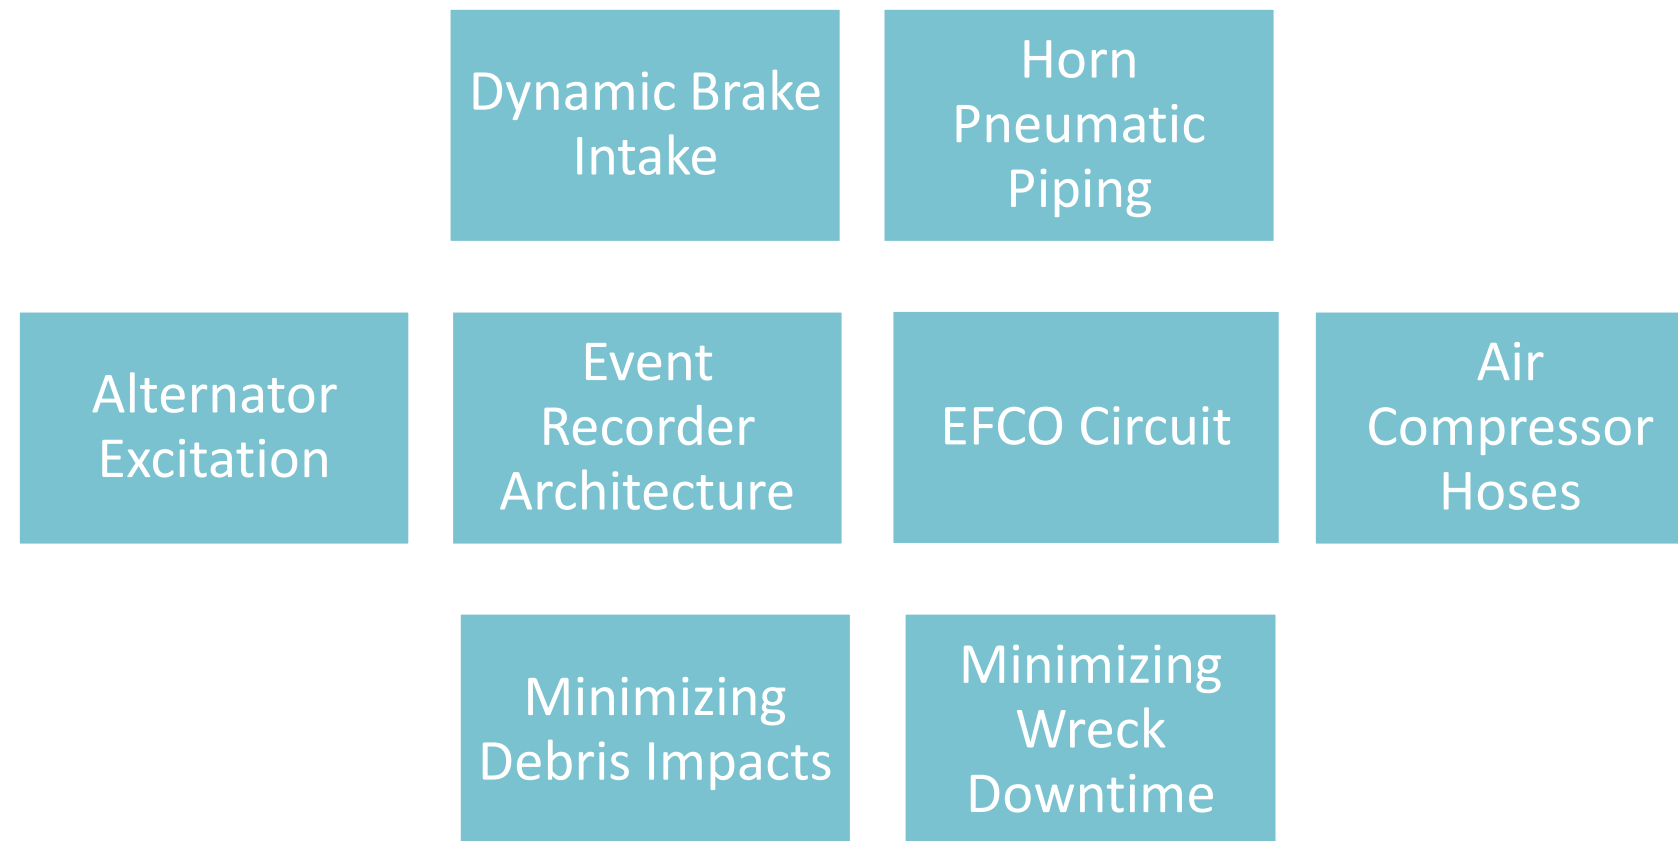 Dynamic Brake
Intake
Horn
Pneumatic
Piping
Alternator
Excitation
Event
Recorder
Architecture
EFCO Circuit
Air
Compressor
Hoses
Minimizing
Debris Impacts
Minimizing
Wreck
Downtime